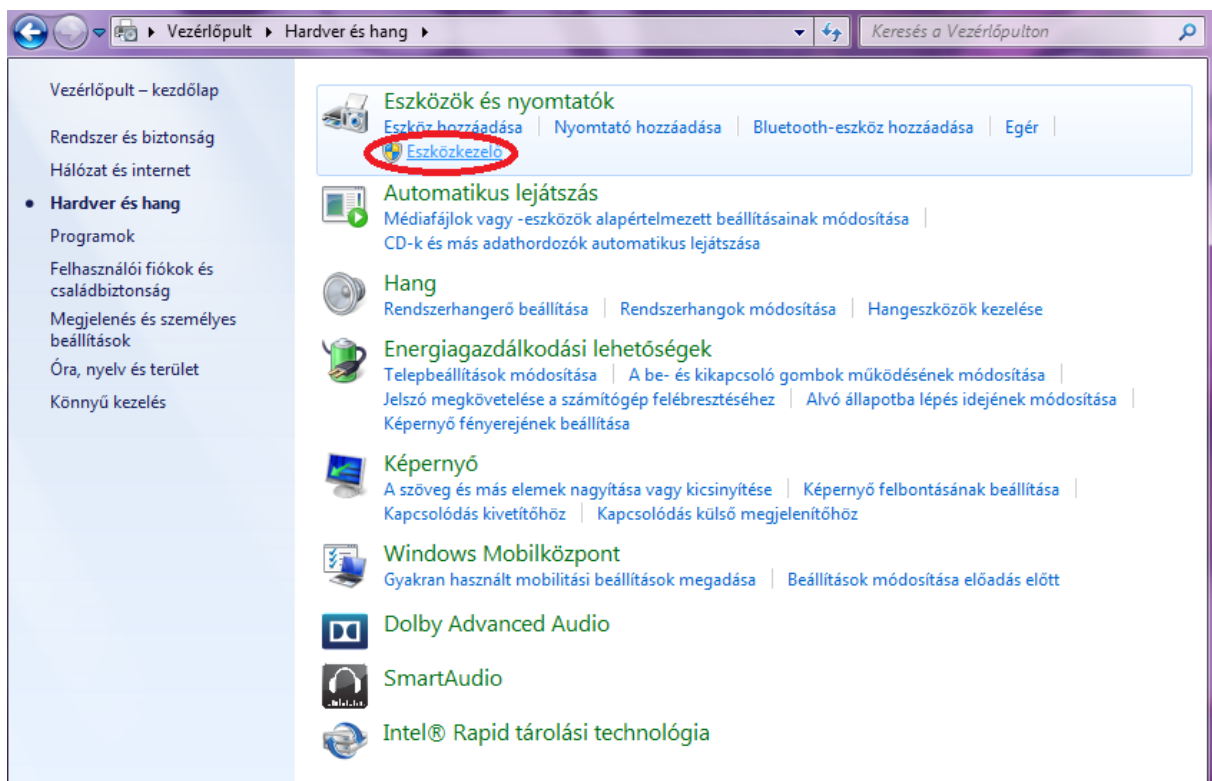 Vezérlőpult Hardver és hang Keresés a Vezérlőpulton
Vezérlőpult – kezdőlap
Rendszer és biztonság
Hálózat és internet
Hardver és hang
Programok
Felhasználói fiókok és
családbiztonság
Megjelenés és személyes
beállítások
Óra, nyelv és terület
Könnyű kezelés
Eszközök és nyomtatók
Eszköz hozzáadása Nyomtató hozzáadása Bluetooth-eszköz hozzáadása Egér
Eszközkezelő
Automatikus lejátszás
Médiafájlok vagy -eszközök alapértelmezett beállításainak módosítása
CD-k és más adathordozók automatikus lejátszása
Hang
Rendszerhangerő beállítása Rendszerhangok módosítása Hangeszközök kezelése
Energiagazdálkodási lehetőségek
Telepbeállítások módosítása A be- és kikapcsoló gombok működésének módosítása
Jelszó megkövetelése a számítógép felébresztéséhez Alvó állapotba lépés idejének módosítása
Képernyő fényerejének beállítása
Képernyő
A szöveg és más elemek nagyítása vagy kicsinyítése Képernyő felbontásának beállítása
Kapcsolódás kivetítőhöz Kapcsolódás külső megjelenítőhöz
Windows Mobilközpont
Gyakran használt mobilitási beállítások megadása Beállítások módosítása előadás előtt
Dolby Advanced Audio
SmartAudio
Intel® Rapid tárolási technológia